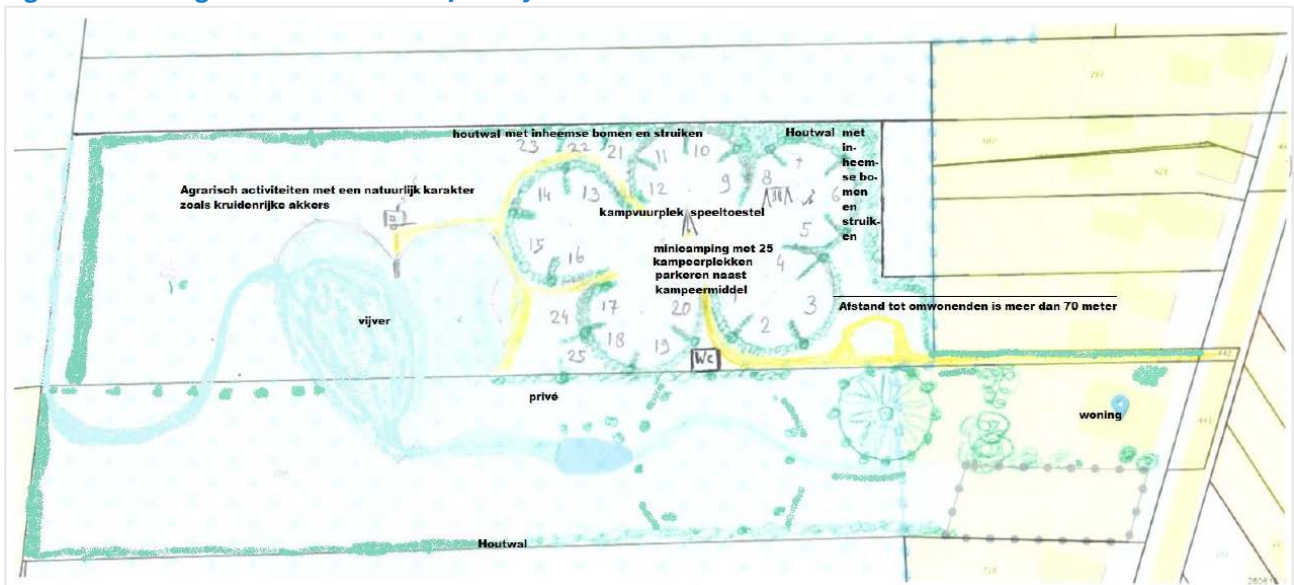 houtwal met inheemse bomen en struiken
Houtwal met
in-
heem-
se bo-
men
en
struik-
en
23
22
21
11
10
7
14
13
12
9
8
6
Agrarisch activiteiten met een natuurlijk karakter
zoals kruidenrijke akkers
kampvuurplek speeltoestel
15
16
5
4
minicamping met 25
kampeerplekken
parkeren naast
kampeermiddel
1
2
3
Afstand tot omwonenden is meer dan 70 meter
vijver
17
18
19
20
24
25
WC
privé
woning
Houtwal